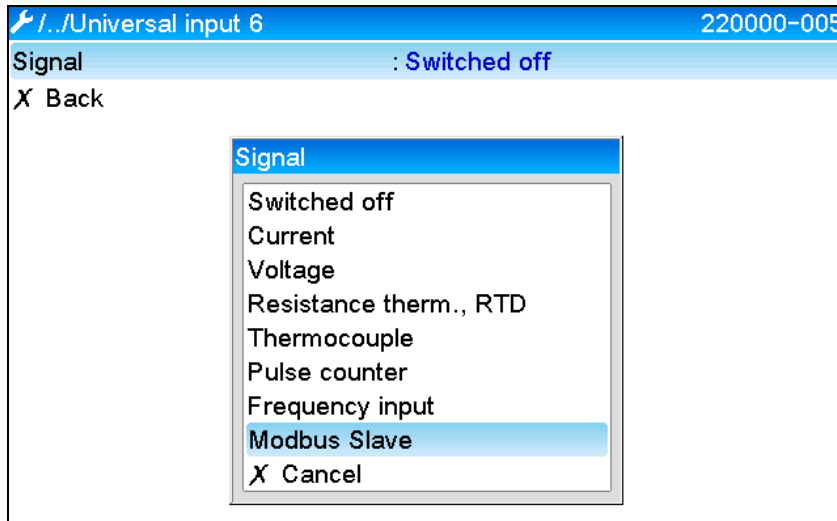 /../Universal input 6 220000-005
Signal : Switched off
X Back
Signal
Switched off
Current
Voltage
Resistance therm., RTD
Thermocouple
Pulse counter
Frequency input
Modbus Slave
X Cancel